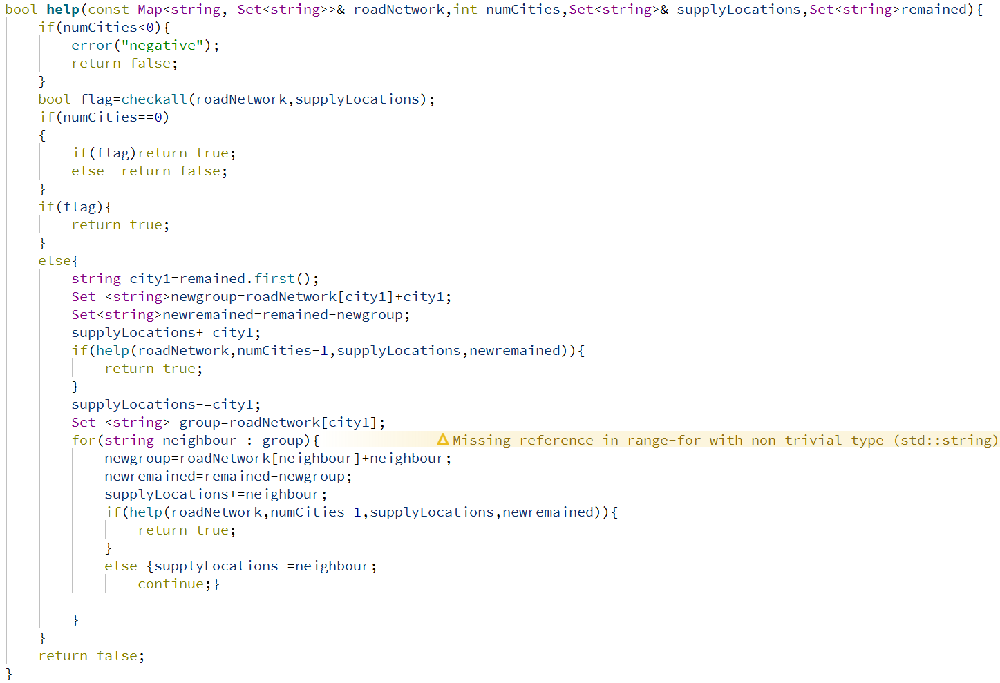 bool help(const Map<string, Set<string>>& roadNetwork,int numCities,Set<string>& supplyLocations,Set<string>remained){
    if(numCities<0){
        error("negative");
        return false;
    }
    bool flag=checkall(roadNetwork,supplyLocations);
    if(numCities==0)
    {
        if(flag)return true;
        else  return false;
    }
    if(flag){
        return true;
    }
    else{
        string city1=remained.first();
        Set <string>newgroup=roadNetwork[city1]+city1;
        Set<string>newremained=remained-newgroup;
        supplyLocations+=city1;
        if(help(roadNetwork,numCities-1,supplyLocations,newremained)){
            return true;
        }
        supplyLocations-=city1;
        Set <string> group=roadNetwork[city1];
        for(string neighbour : group){ Missing reference in range-for with non trivial type (std::string)
            newgroup=roadNetwork[neighbour]+neighbour;
            newremained=remained-newgroup;
            supplyLocations+=neighbour;
            if(help(roadNetwork,numCities-1,supplyLocations,newremained)){
                return true;
            }
            else {supplyLocations-=neighbour;
                continue;}
        }
    }
    return false;
}